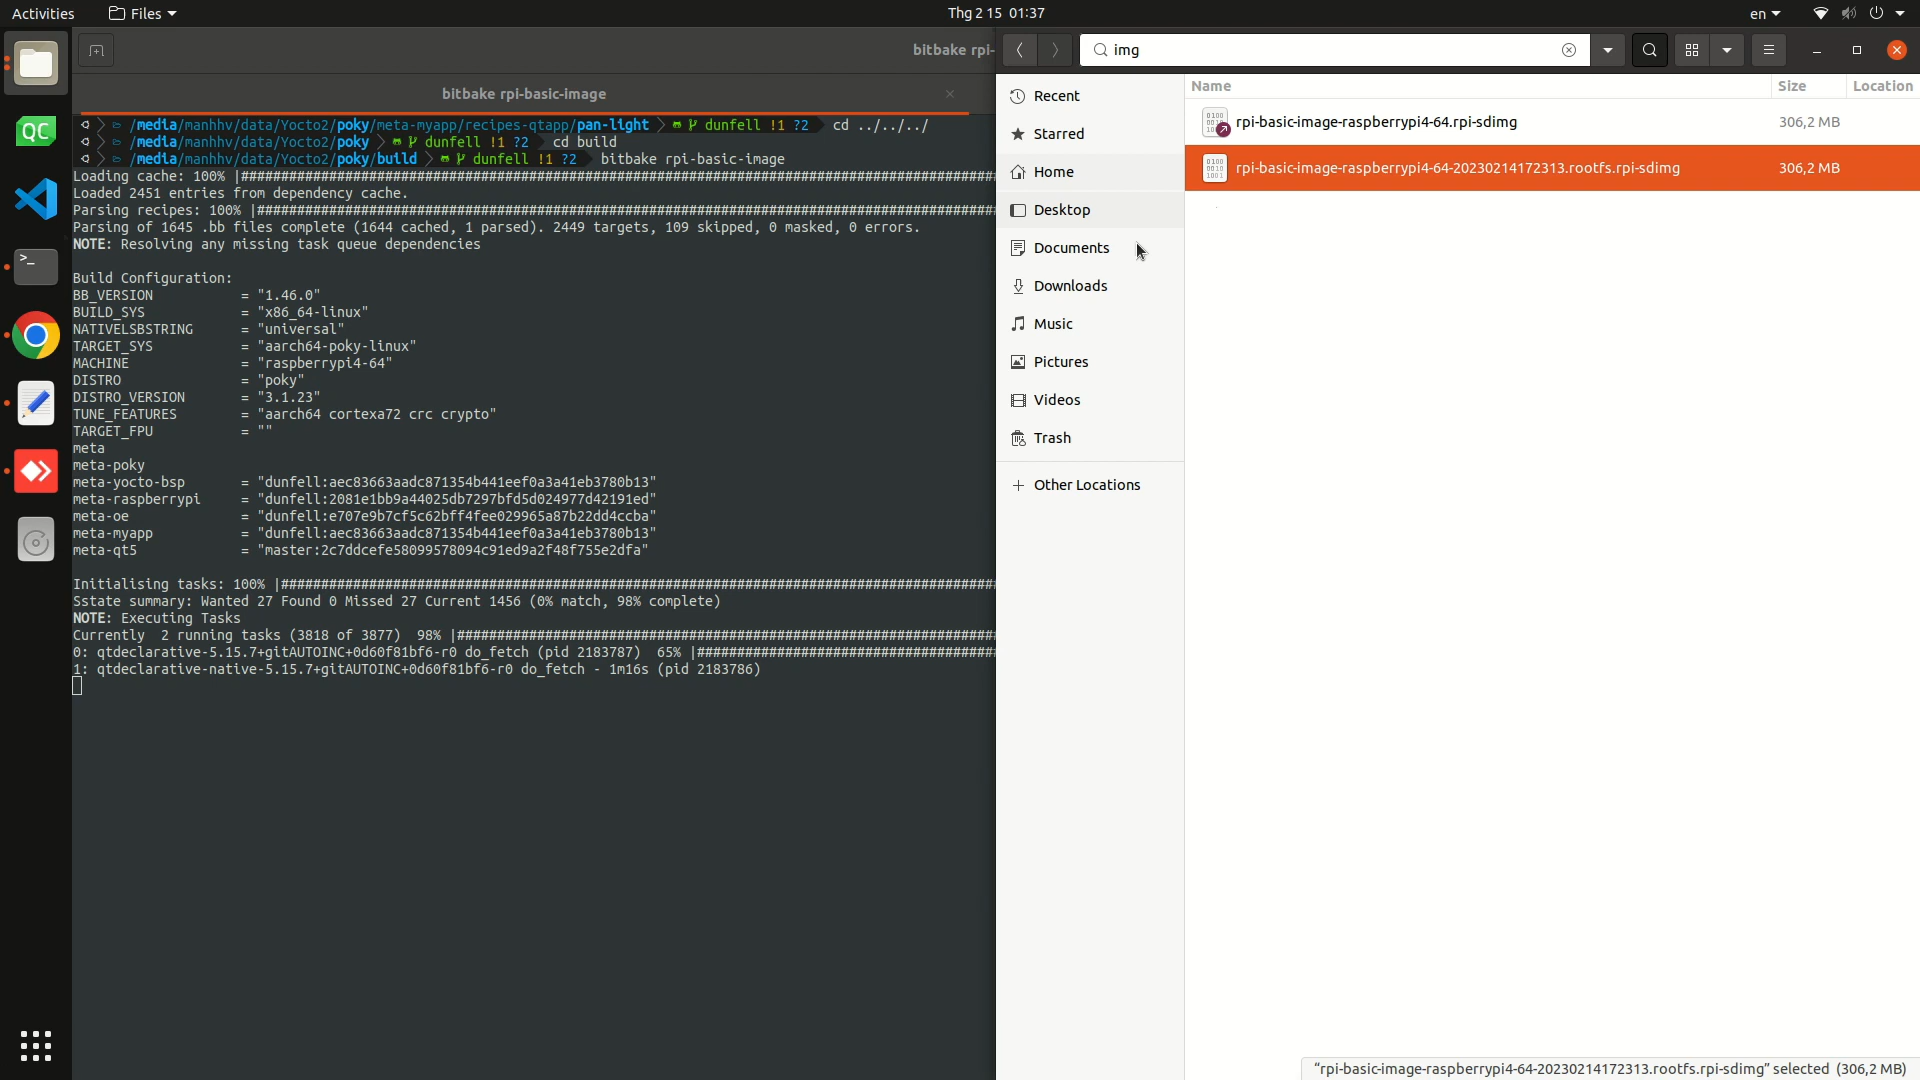 Activities
Files
Thg 2 15 01:37
en
bitbake rpi-
bitbake rpi-basic-image
/media/manhhv/data/Yocto2/poky/meta-myapp/recipes-qtapp/pan-light dunfell !1 ?2 cd ../../../
/media/manhhv/data/Yocto2/poky dunfell !1 ?2 cd build
/media/manhhv/data/Yocto2/poky/build dunfell !1 ?2 bitbake rpi-basic-image
Loading cache: 100% |##############################################################################################
Loaded 2451 entries from dependency cache.
Parsing recipes: 100% |############################################################################################
Parsing of 1645 .bb files complete (1644 cached, 1 parsed). 2449 targets, 109 skipped, 0 masked, 0 errors.
NOTE: Resolving any missing task queue dependencies
Build Configuration:
BB_VERSION = "1.46.0"
BUILD_SYS = "x86_64-linux"
NATIVELSBSTRING = "universal"
TARGET_SYS = "aarch64-poky-linux"
MACHINE = "raspberrypi4-64"
DISTRO = "poky"
DISTRO_VERSION = "3.1.23"
TUNE_FEATURES = "aarch64 cortexa72 crc crypto"
TARGET_FPU = ""
meta
meta-poky
meta-yocto-bsp = "dunfell:aec83663aadc871354b441eef0a3a41eb3780b13"
meta-raspberrypi = "dunfell:2081e1bb9a44025db7297bfd5d024977d42191ed"
meta-oe = "dunfell:e707e9b7cf5c62bff4fee029965a87b22dd4ccba"
meta-myapp = "dunfell:aec83663aadc871354b441eef0a3a41eb3780b13"
meta-qt5 = "master:2c7ddcefe58099578094c91ed9a2f48f755e2dfa"
Initialising tasks: 100% |#########################################################################################
Sstate summary: Wanted 27 Found 0 Missed 27 Current 1456 (0% match, 98% complete)
NOTE: Executing Tasks
Currently 2 running tasks (3818 of 3877) 98% |###################################################################
0: qtdeclarative-5.15.7+gitAUTOINC+0d60f81bf6-r0 do_fetch (pid 2183787) 65% |#####################################
1: qtdeclarative-native-5.15.7+gitAUTOINC+0d60f81bf6-r0 do_fetch - 1m16s (pid 2183786)
QC
img
Recent
Starred
Home
Desktop
Documents
Downloads
Music
Pictures
Videos
Trash
Other Locations
Name Size Location
rpi-basic-image-raspberrypi4-64.rpi-sdimg 306,2 MB
rpi-basic-image-raspberrypi4-64-20230214172313.rootfs.rpi-sdimg 306,2 MB
“rpi-basic-image-raspberrypi4-64-20230214172313.rootfs.rpi-sdimg” selected (306,2 MB)